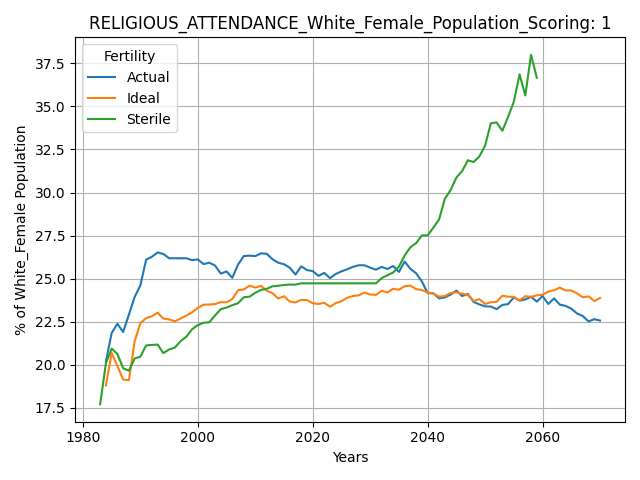 RELIGIOUS_ATTENDANCE_White_Female_Population_Scoring: 1
Fertility
Actual
Ideal
Sterile
% of White_Female Population
37.5
35.0
32.5
30.0
27.5
25.0
22.5
20.0
17.5
1980
2000
2020
2040
2060
Years